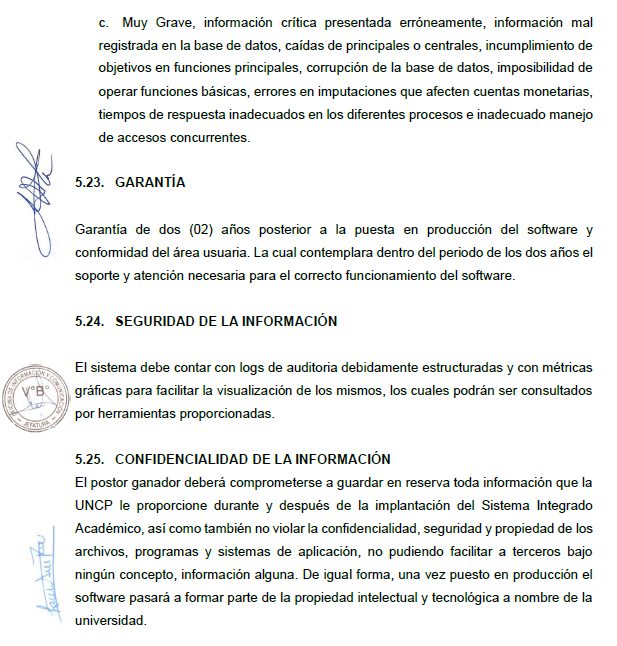 c. Muy Grave, información crítica presentada erróneamente, información mal
registrada en la base de datos, caídas de principales o centrales, incumplimiento de
objetivos en funciones principales, corrupción de la base de datos, imposibilidad de
operar funciones básicas, errores en imputaciones que afecten cuentas monetarias,
tiempos de respuesta inadecuados en los diferentes procesos e inadecuado manejo
de accesos concurrentes.
5.23. GARANTÍA
Garantía de dos (02) años posterior a la puesta en producción del software y
conformidad del área usuaria. La cual contemplara dentro del periodo de los dos años el
soporte y atención necesaria para el correcto funcionamiento del software.
5.24. SEGURIDAD DE LA INFORMACIÓN
El sistema debe contar con logs de auditoria debidamente estructuradas y con métricas
gráficas para facilitar la visualización de los mismos, los cuales podrán ser consultados
por herramientas proporcionadas.
V°B°
JEFATURA
5.25. CONFIDENCIALIDAD DE LA INFORMACIÓN
El postor ganador deberá comprometerse a guardar en reserva toda información que la
UNCP le proporcione durante y después de la implantación del Sistema Integrado
Académico, así como también no violar la confidencialidad, seguridad y propiedad de los
archivos, programas y sistemas de aplicación, no pudiendo facilitar a terceros bajo
ningún concepto, información alguna. De igual forma, una vez puesto en producción el
software pasará a formar parte de la propiedad intelectual y tecnológica a nombre de la
universidad.